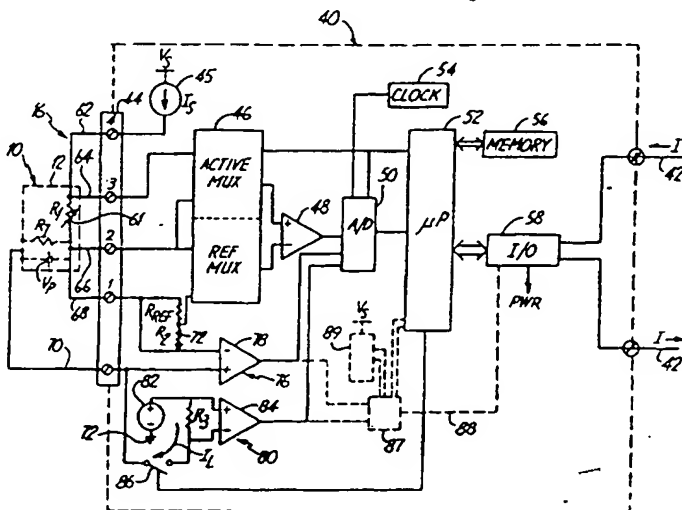 40
V_S
54
44
45
CLOCK
16
62
4
I_S
46
52
56
10
12
64
3
ACTIVE MUX
50
µP
MEMORY
I
42
R_1
61
48
A/D
58
R_7
2
REF MUX
I/O
V_P
66
PWR
68
1
R_REF
R_2
72
78
V_S
89
I
42
70
82
76
84
R_3
87
88
72
I_L
80
86